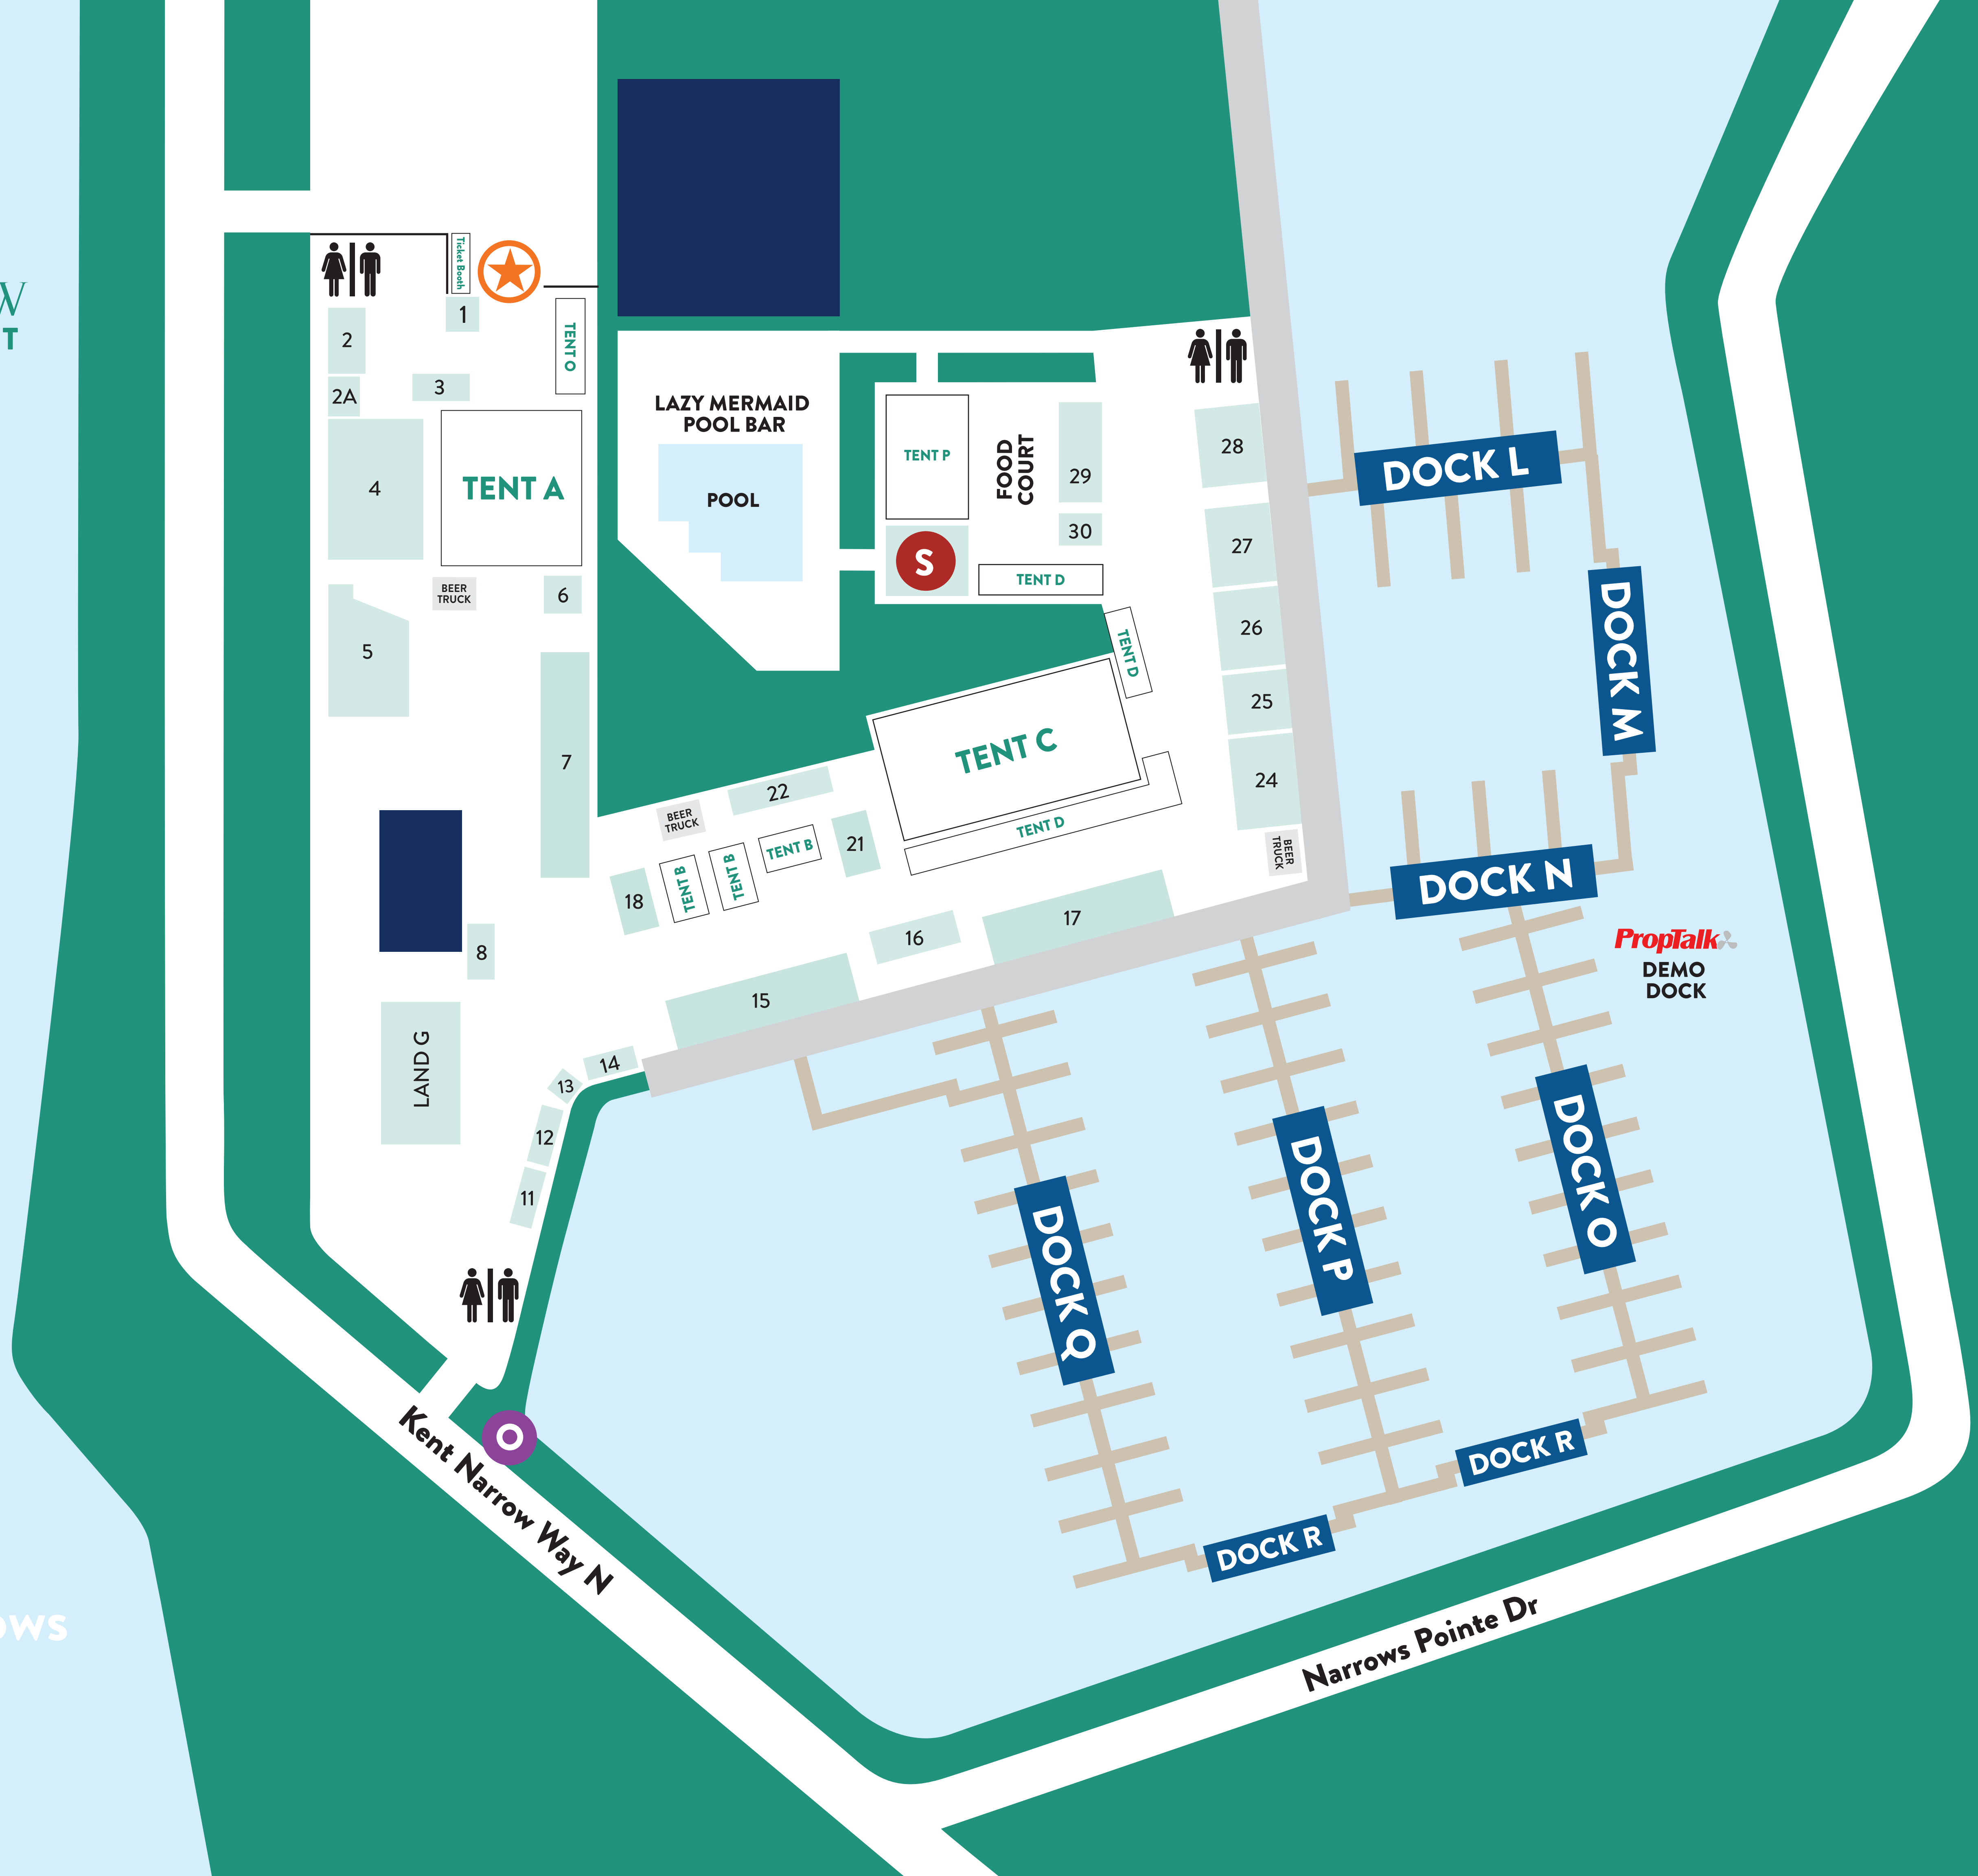 W
T
Ticket Booth
1
2
2A
3
TENT O
4
TENT A
BEER
TRUCK
6
5
7
8
LAND G
LAZY MERMAID
POOL BAR
POOL
TENT P
FOOD
COURT
29
30
S
TENT D
TENT D
28
27
26
25
24
BEER
TRUCK
TENT C
TENT D
22
BEER
TRUCK
TENT B
TENT B
TENT B
21
18
17
16
15
14
13
12
11
DOCK L
DOCK M
DOCK N
PropTalk
DEMO
DOCK
DOCK O
DOCK P
DOCK Q
DOCK R
DOCK R
Kent Narrow Way N
Narrows Pointe Dr
ows